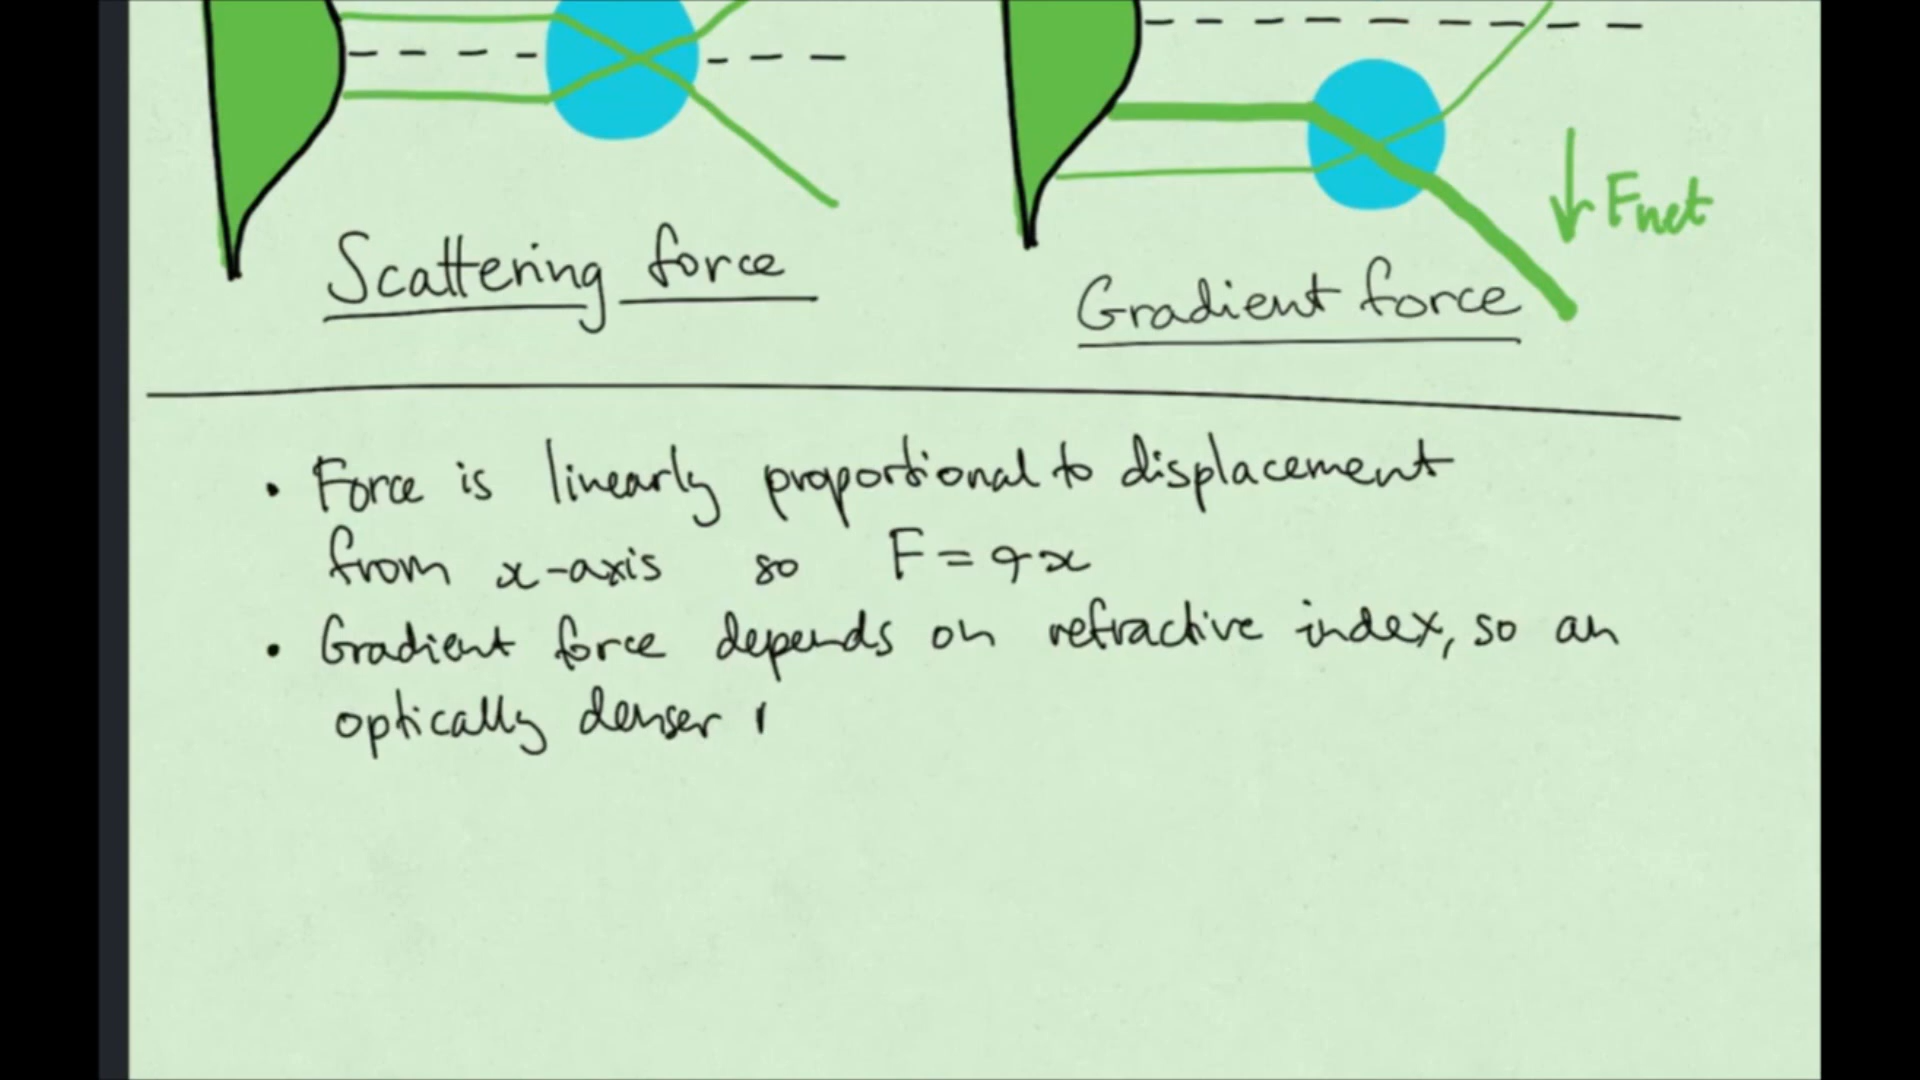 Fnet
Scattering force
Gradient force
• Force is linearly proportional to displacement
from x-axis so F = qx
• Gradient force depends on refractive index, so an
optically denser